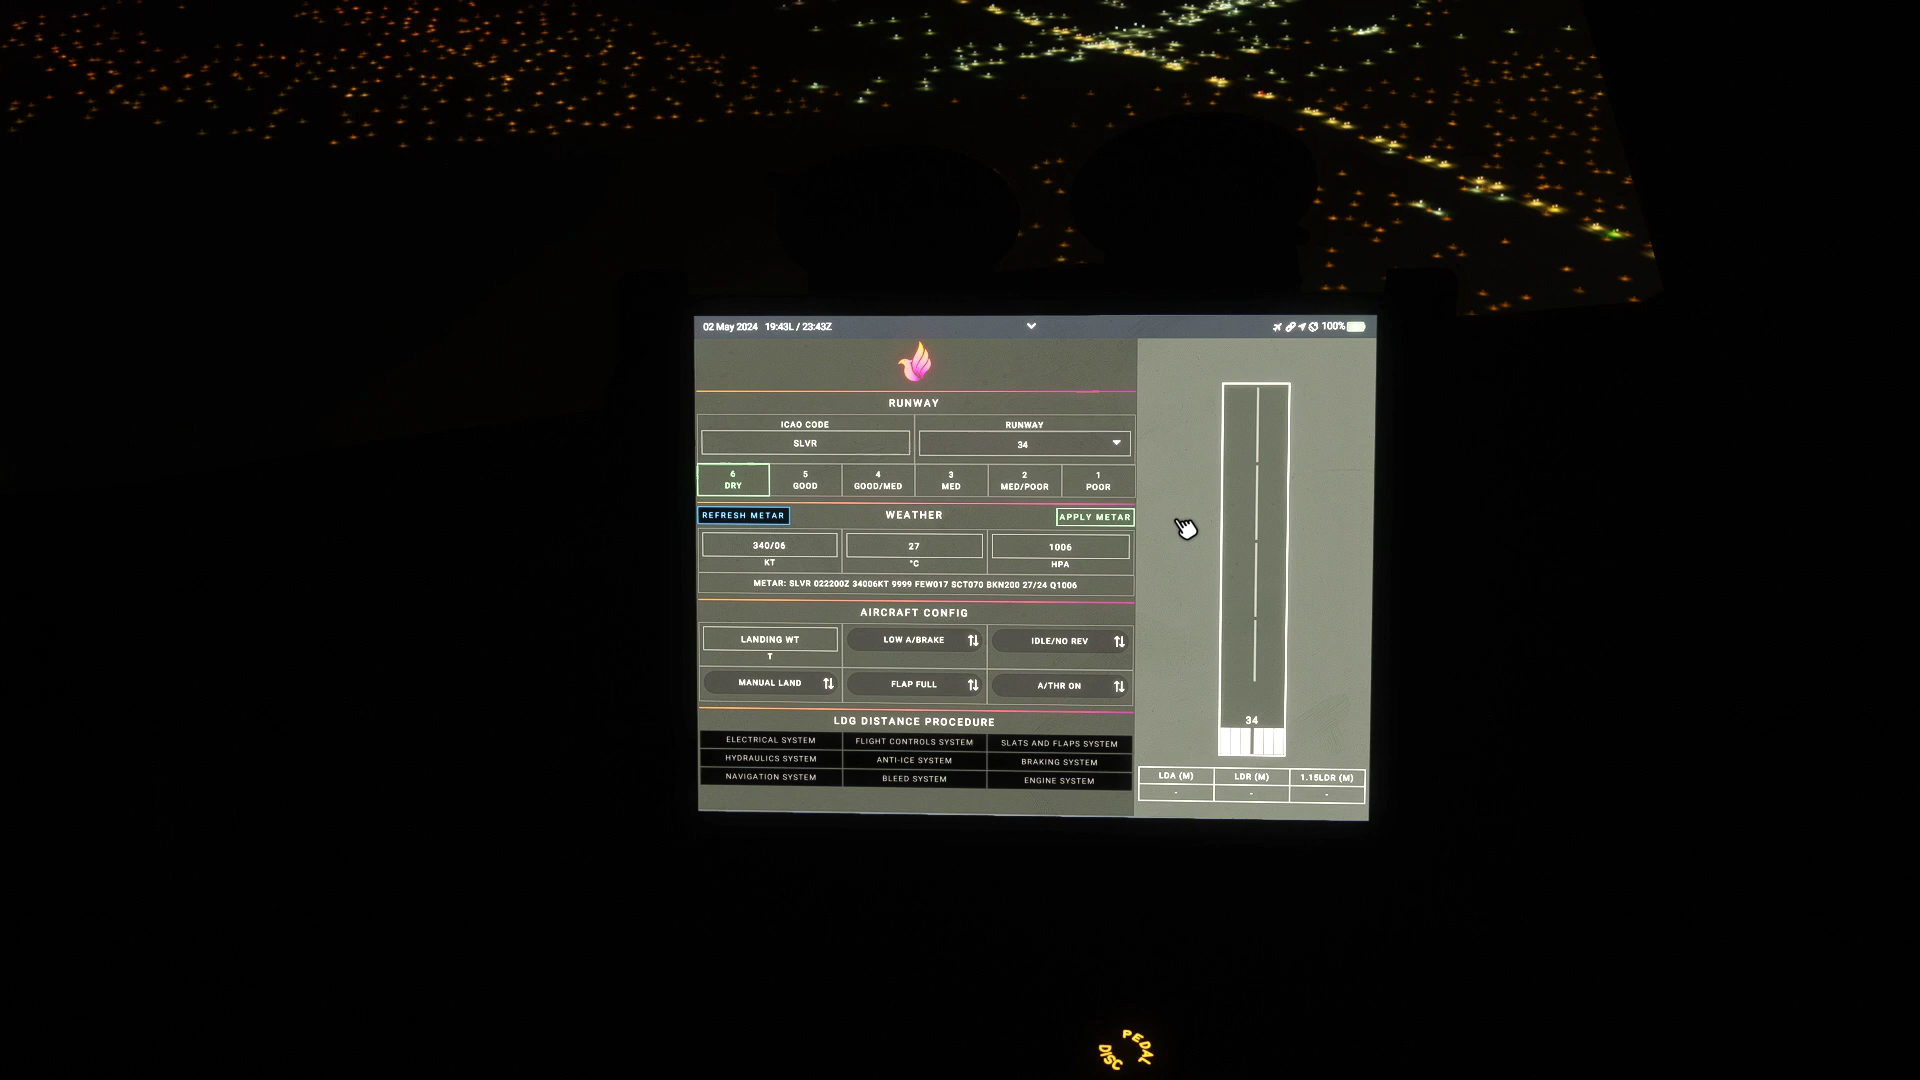 02 May 2024 19:43L / 23:43Z
100%
RUNWAY
ICAO CODE
RUNWAY
SLVR
34
6
DRY
5
GOOD
4
GOOD/MED
3
MED
2
MED/POOR
1
POOR
REFRESH METAR
WEATHER
APPLY METAR
340/06
27
1006
KT
°C
HPA
METAR: SLVR 022200Z 34006KT 9999 FEW017 SCT070 BKN200 27/24 Q1006
AIRCRAFT CONFIG
LANDING WT
LOW A/BRAKE
IDLE/NO REV
T
MANUAL LAND
FLAP FULL
A/THR ON
LDG DISTANCE PROCEDURE
ELECTRICAL SYSTEM
FLIGHT CONTROLS SYSTEM
SLATS AND FLAPS SYSTEM
HYDRAULICS SYSTEM
ANTI-ICE SYSTEM
BRAKING SYSTEM
NAVIGATION SYSTEM
BLEED SYSTEM
ENGINE SYSTEM
34
LDA (M)
LDR (M)
1.15LDR (M)
-
-
-
PEDAL
DISC